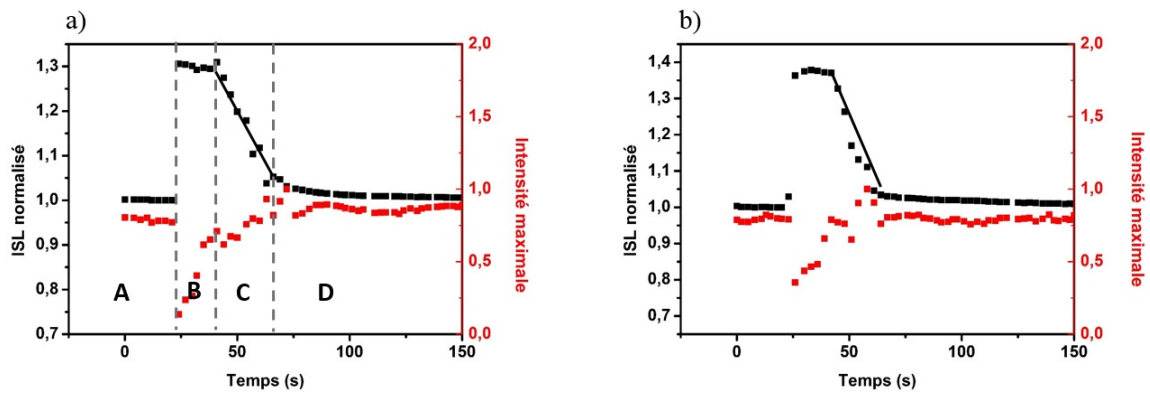 a)
ISL normalisé
1,3
1,2
1,1
1,0
0,9
0,8
0,7
A
B
C
D
0
50
100
150
Temps (s)
2,0
1,5
1,0
0,5
0,0
Intensité maximale
b)
ISL normalisé
1,4
1,3
1,2
1,1
1,0
0,9
0,8
0,7
0
50
100
150
Temps (s)
2,0
1,5
1,0
0,5
0,0
Intensité maximale